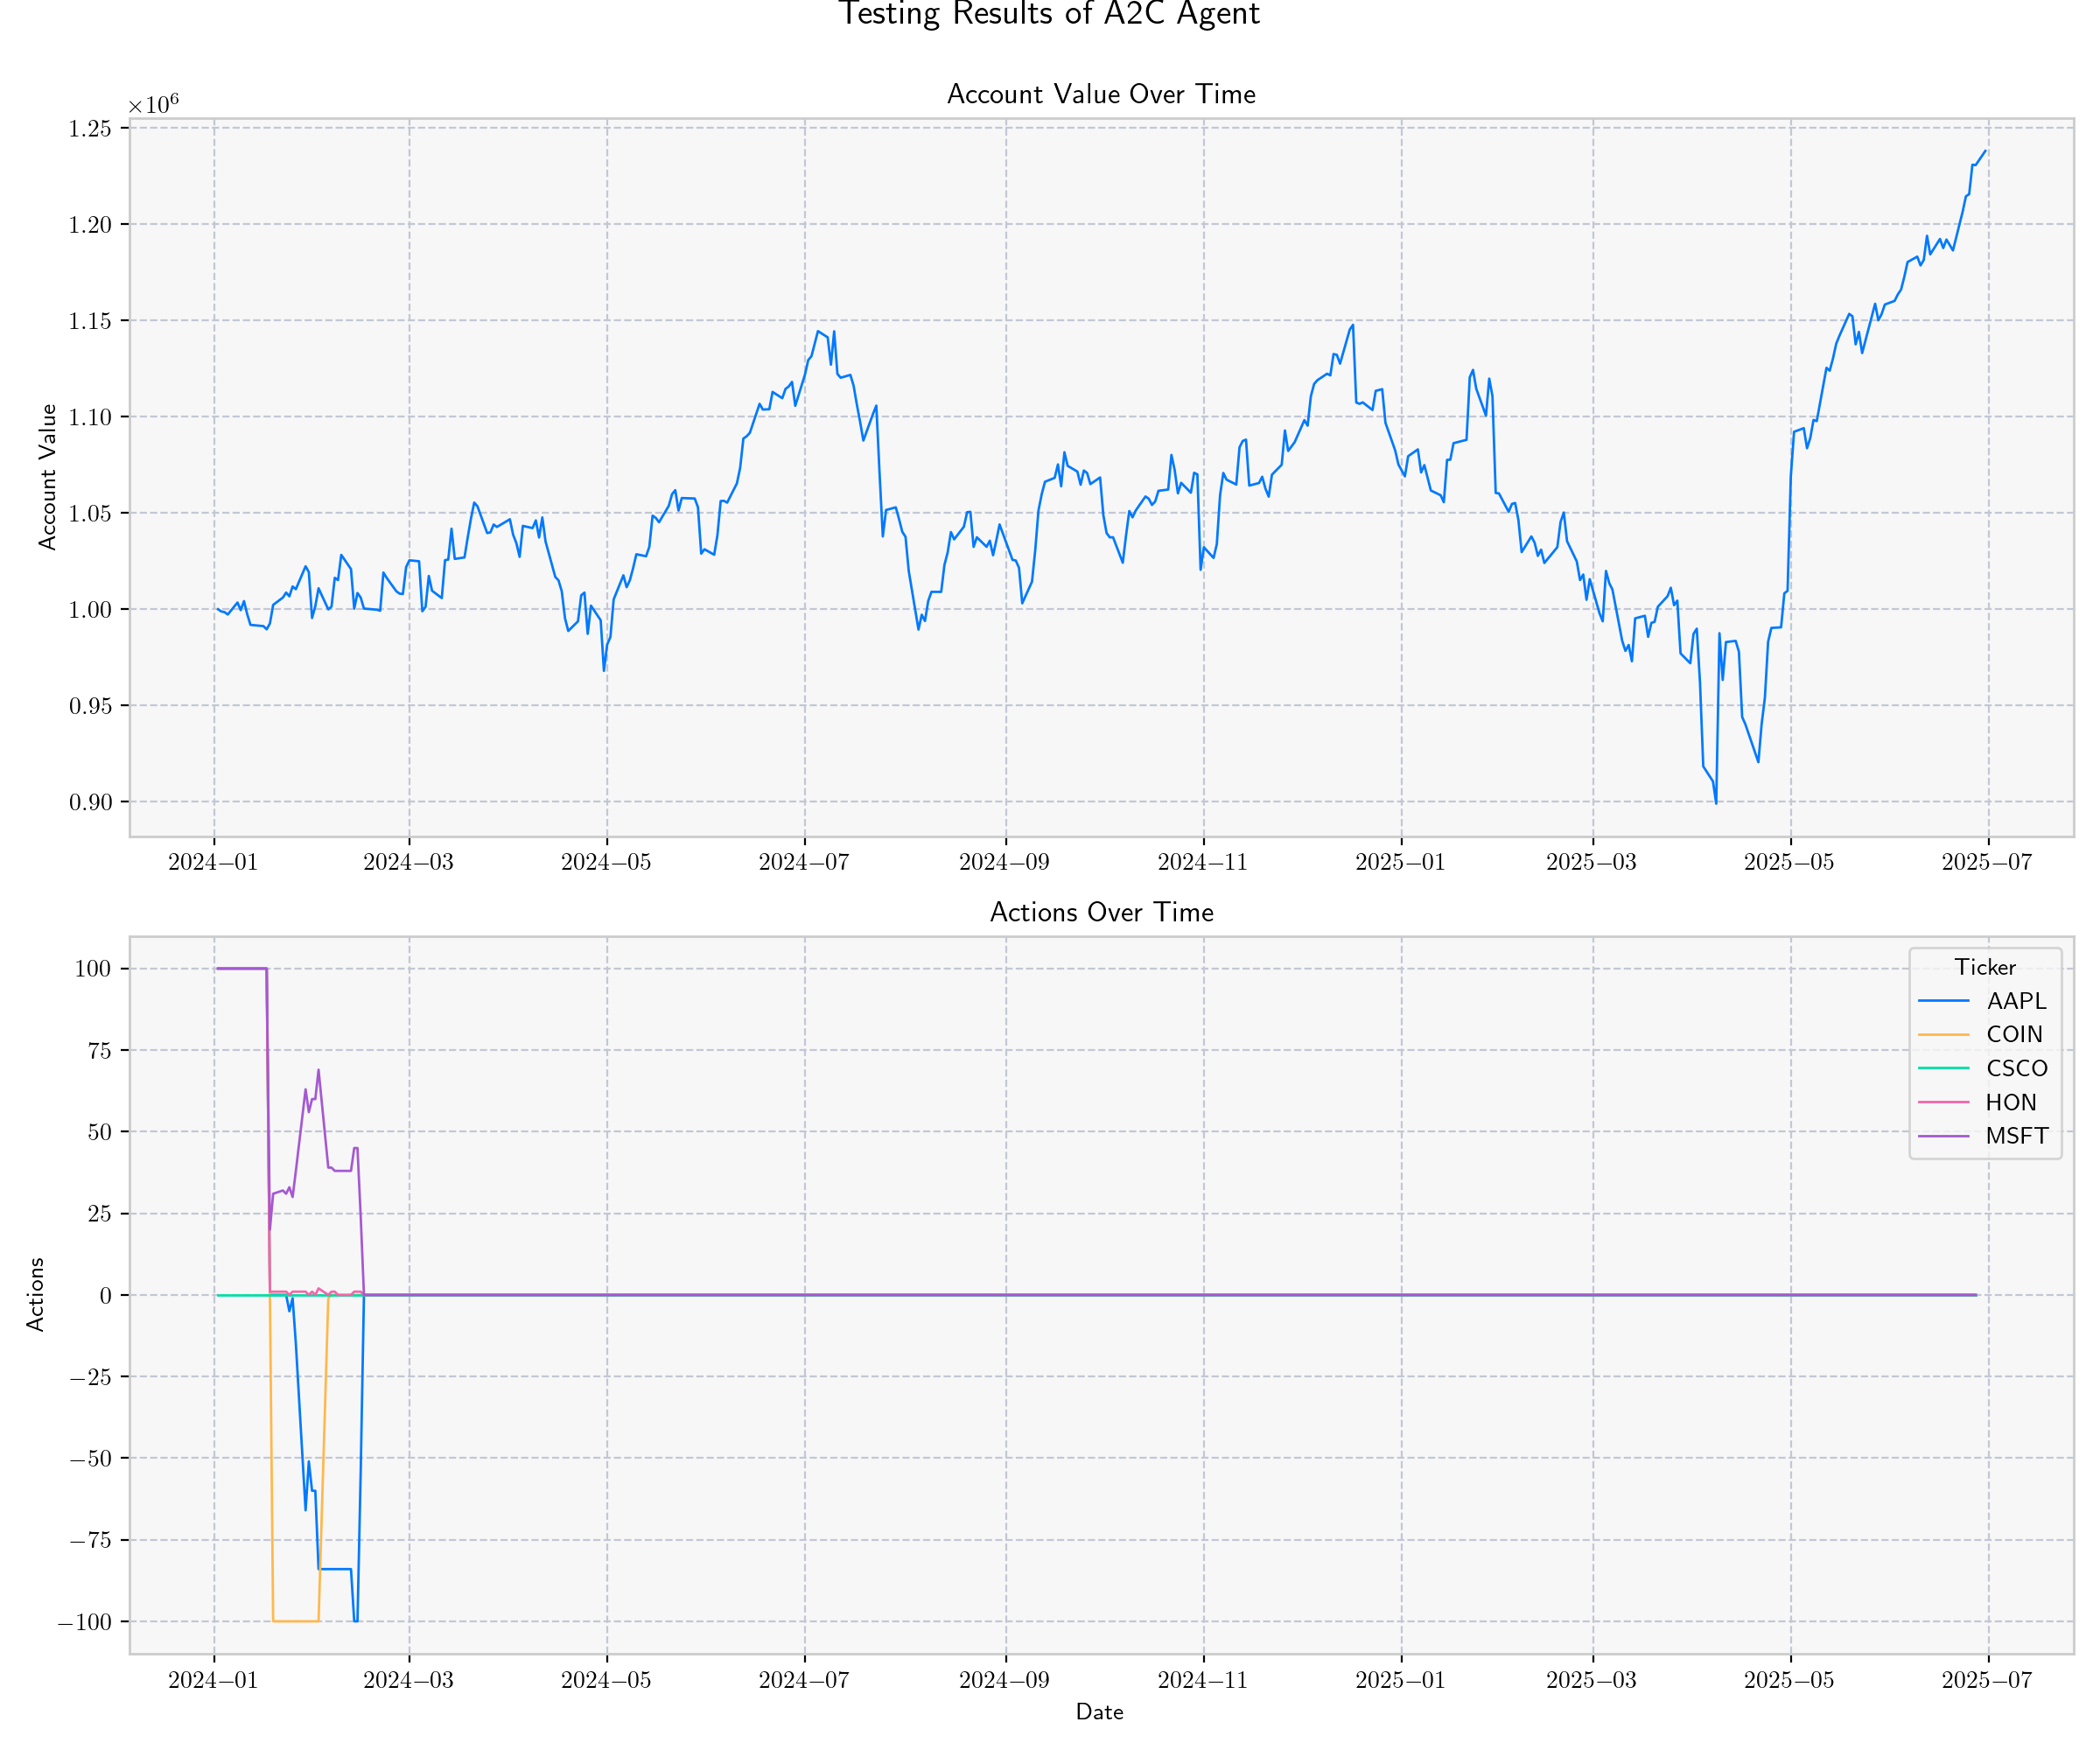 Testing Results of A2C Agent
Account Value Over Time
×10⁶
1.25
1.20
1.15
1.10
1.05
1.00
0.95
0.90
Account Value
2024–01 2024–03 2024–05 2024–07 2024–09 2024–11 2025–01 2025–03 2025–05 2025–07
Actions Over Time
100
75
50
25
0
−25
−50
−75
−100
Actions
Ticker
AAPL
COIN
CSCO
HON
MSFT
2024–01 2024–03 2024–05 2024–07 2024–09 2024–11 2025–01 2025–03 2025–05 2025–07
Date